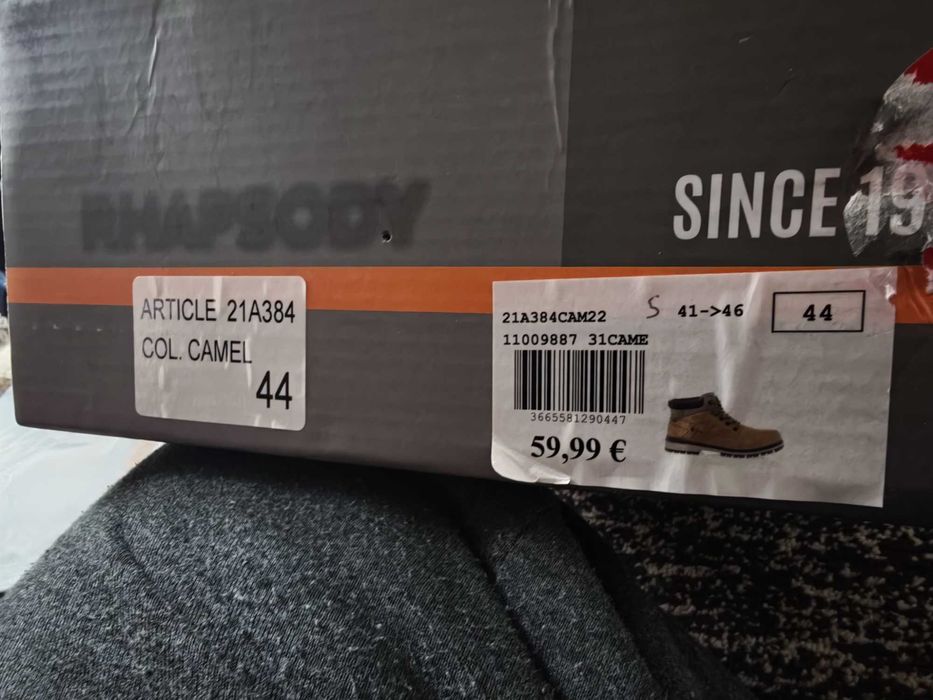 RHAPSODY
SINCE 19
ARTICLE 21A384
COL. CAMEL
44
21A384CAM22
S 41->46
44
11009887 31CAME
3665581290447
59,99 €